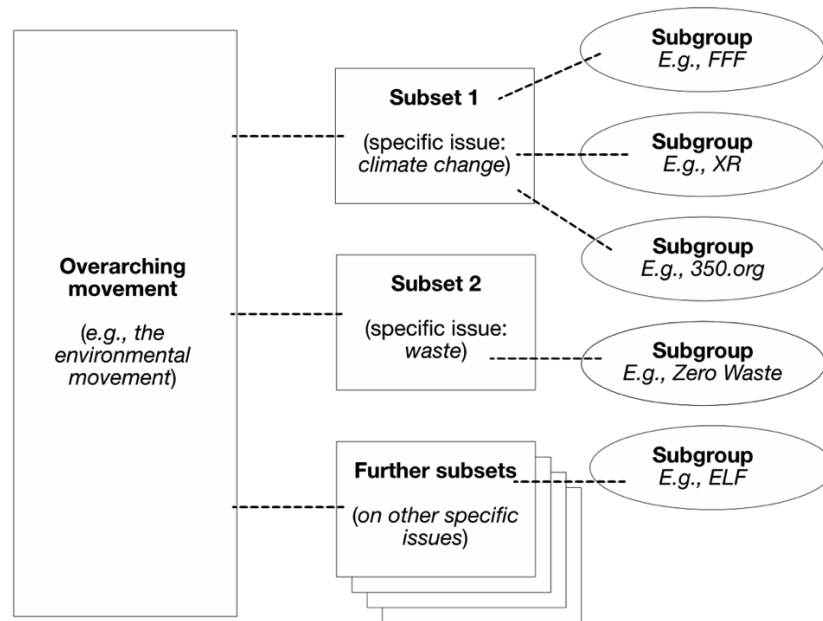 Overarching
movement
(e.g., the
environmental
movement)
Subset 1
(specific issue:
climate change)
Subgroup
E.g., FFF
Subgroup
E.g., XR
Subgroup
E.g., 350.org
Subset 2
(specific issue:
waste)
Subgroup
E.g., Zero Waste
Further subsets
(on other specific
issues)
Subgroup
E.g., ELF